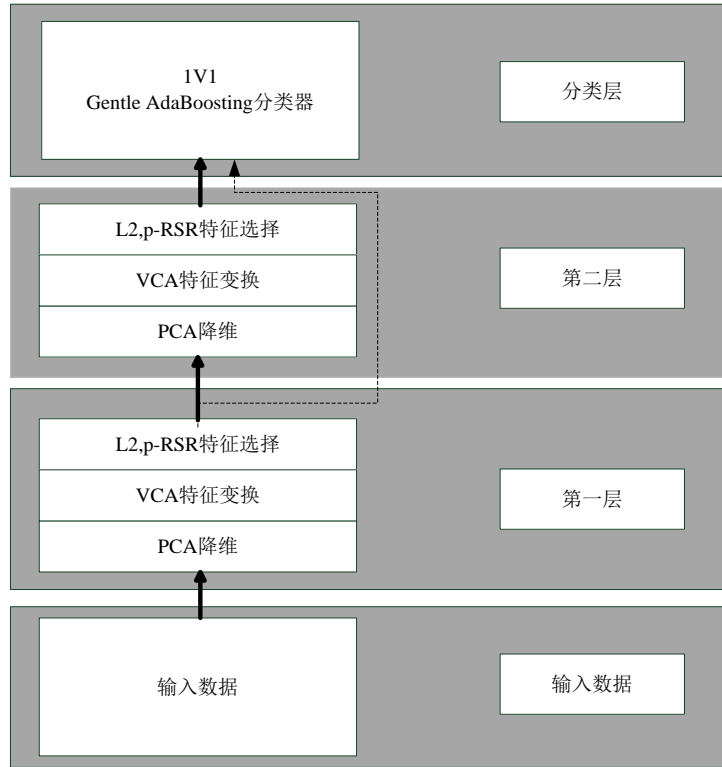 1V1
Gentle AdaBoosting分类器
分类层
L2,p-RSR特征选择
VCA特征变换
PCA降维
第二层
L2,p-RSR特征选择
VCA特征变换
PCA降维
第一层
输入数据
输入数据